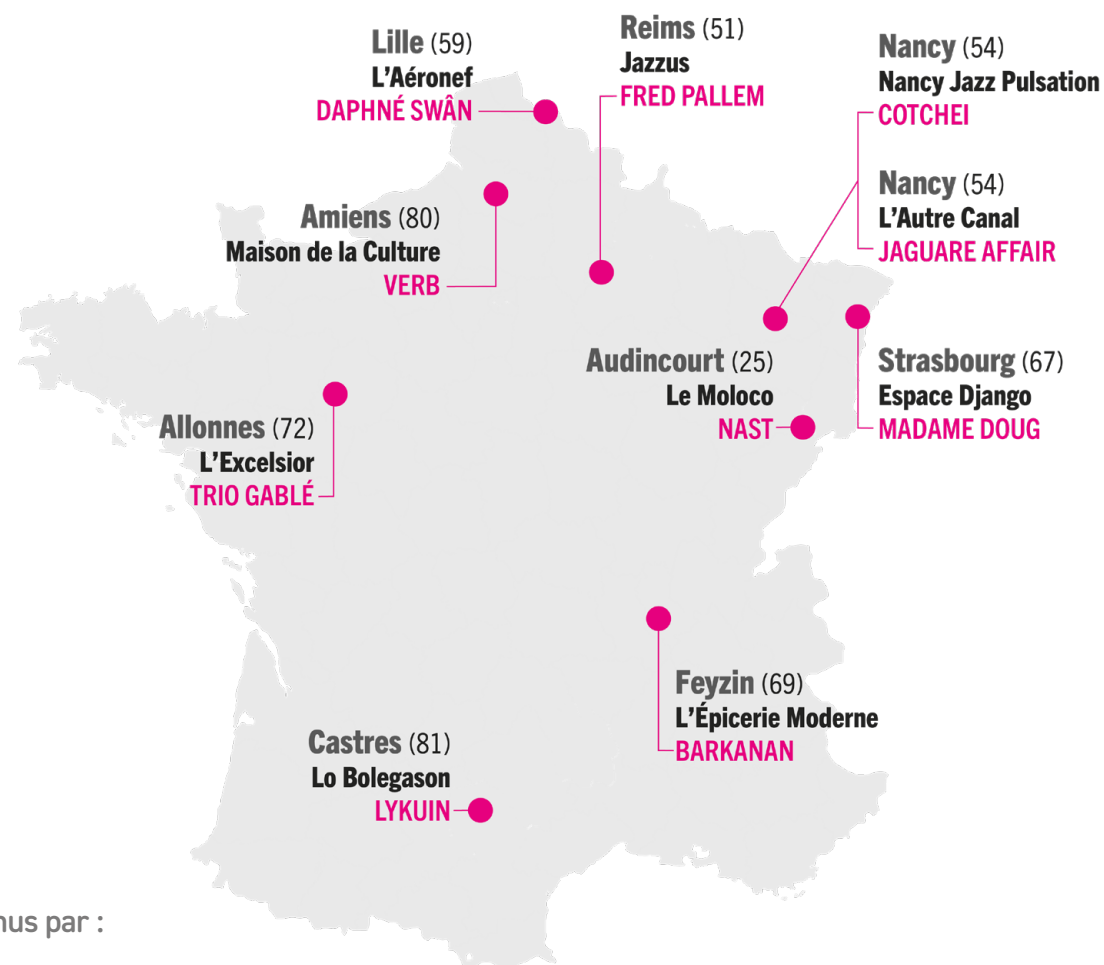 Lille (59)
L'Aéronef
DAPHNÉ SWÂN
Reims (51)
Jazzus
FRED PALLEM
Nancy (54)
Nancy Jazz Pulsation
COTCHEI
Nancy (54)
L'Autre Canal
JAGUARE AFFAIR
Amiens (80)
Maison de la Culture
VERB
Audincourt (25)
Le Moloco
NAST
Strasbourg (67)
Espace Django
MADAME DOUG
Allonnes (72)
L'Excelsior
TRIO GABLÉ
Feyzin (69)
L'Épicerie Moderne
BARKANAN
Castres (81)
Lo Bolegason
LYKUIN
nus par :